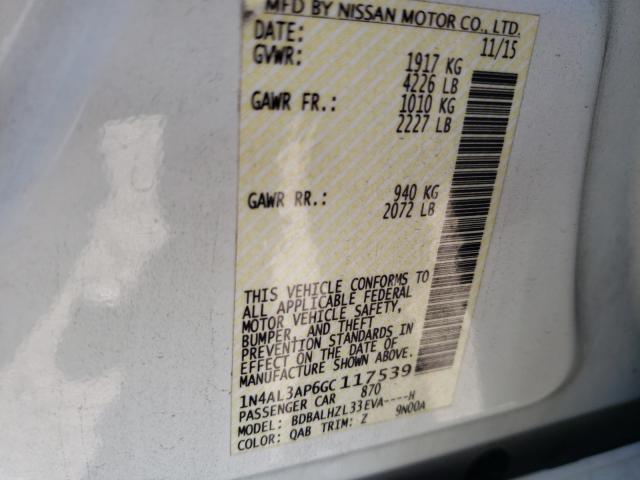 MFD BY NISSAN MOTOR CO., LTD.
DATE: 11/15
GVWR: 1917 KG
4226 LB
GAWR FR.: 1010 KG
2227 LB
GAWR RR.: 940 KG
2072 LB
THIS VEHICLE CONFORMS TO
ALL APPLICABLE FEDERAL
MOTOR VEHICLE SAFETY,
BUMPER, AND THEFT
PREVENTION STANDARDS IN
EFFECT ON THE DATE OF
MANUFACTURE SHOWN ABOVE.
1N4AL3AP6GC117539
PASSENGER CAR 870
MODEL: BDBALHZL33EVA----H
COLOR: QAB TRIM: Z 9N00A